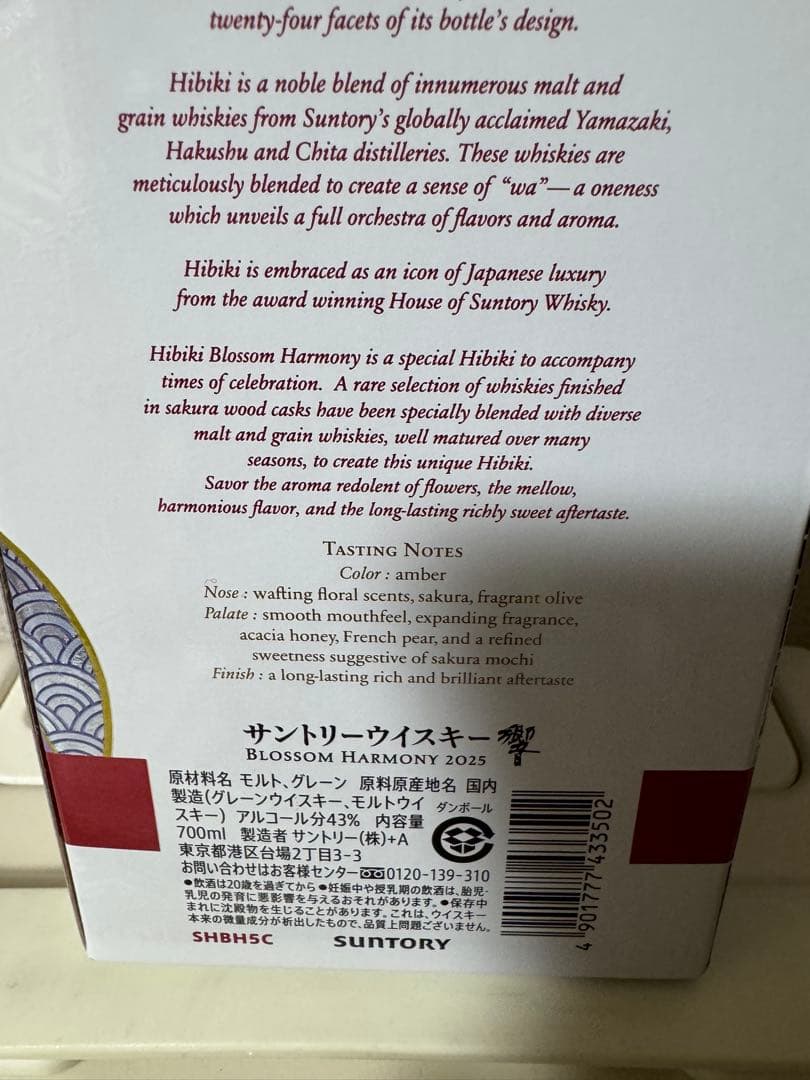 twenty-four facets of its bottle's design.
Hibiki is a noble blend of innumerous malt and
grain whiskies from Suntory's globally acclaimed Yamazaki,
Hakushu and Chita distilleries. These whiskies are
meticulously blended to create a sense of "wa"—a oneness
which unveils a full orchestra of flavors and aroma.
Hibiki is embraced as an icon of Japanese luxury
from the award winning House of Suntory Whisky.
Hibiki Blossom Harmony is a special Hibiki to accompany
times of celebration. A rare selection of whiskies finished
in sakura wood casks have been specially blended with diverse
malt and grain whiskies, well matured over many
seasons, to create this unique Hibiki.
Savor the aroma redolent of flowers, the mellow,
harmonious flavor, and the long-lasting richly sweet aftertaste.
TASTING NOTES
Color : amber
Nose : wafting floral scents, sakura, fragrant olive
Palate : smooth mouthfeel, expanding fragrance,
acacia honey, French pear, and a refined
sweetness suggestive of sakura mochi
Finish : a long-lasting rich and brilliant aftertaste
サントリーウイスキー響
BLOSSOM HARMONY 2025
原材料名 モルト、グレーン 原料原産地名 国内
製造(グレーンウイスキー、モルトウイ
スキー) アルコール分43% 内容量
700ml 製造者 サントリー(株)+A
東京都港区台場2丁目3-3
お問い合わせはお客様センター 0120-139-310
●飲酒は20歳を過ぎてから ●妊娠中や授乳期の飲酒は、胎児・
乳児の発育に悪影響を与えるおそれがあります。●保存中
まれに沈殿物を生じることがあります。これは、ウイスキー
本来の微量成分が析出したもので、品質上問題ございません。
SHBH5C
SUNTORY
ダンボール
4 901777 433502